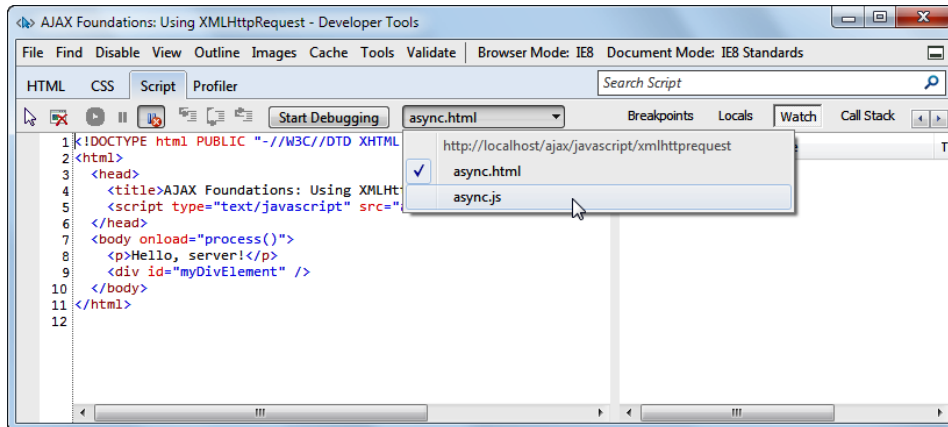 AJAX Foundations: Using XMLHttpRequest - Developer Tools
File Find Disable View Outline Images Cache Tools Validate Browser Mode: IE8 Document Mode: IE8 Standards
HTML CSS Script Profiler Search Script
Start Debugging async.html Breakpoints Locals Watch Call Stack
http://localhost/ajax/javascript/xmlhttprequest
async.html
async.js
1 <!DOCTYPE html PUBLIC "-//W3C//DTD XHTML
2 <html>
3 <head>
4 <title>AJAX Foundations: Using XMLHt
5 <script type="text/javascript" src="
6 </head>
7 <body onload="process()">
8 <p>Hello, server!</p>
9 <div id="myDivElement" />
10 </body>
11 </html>
12